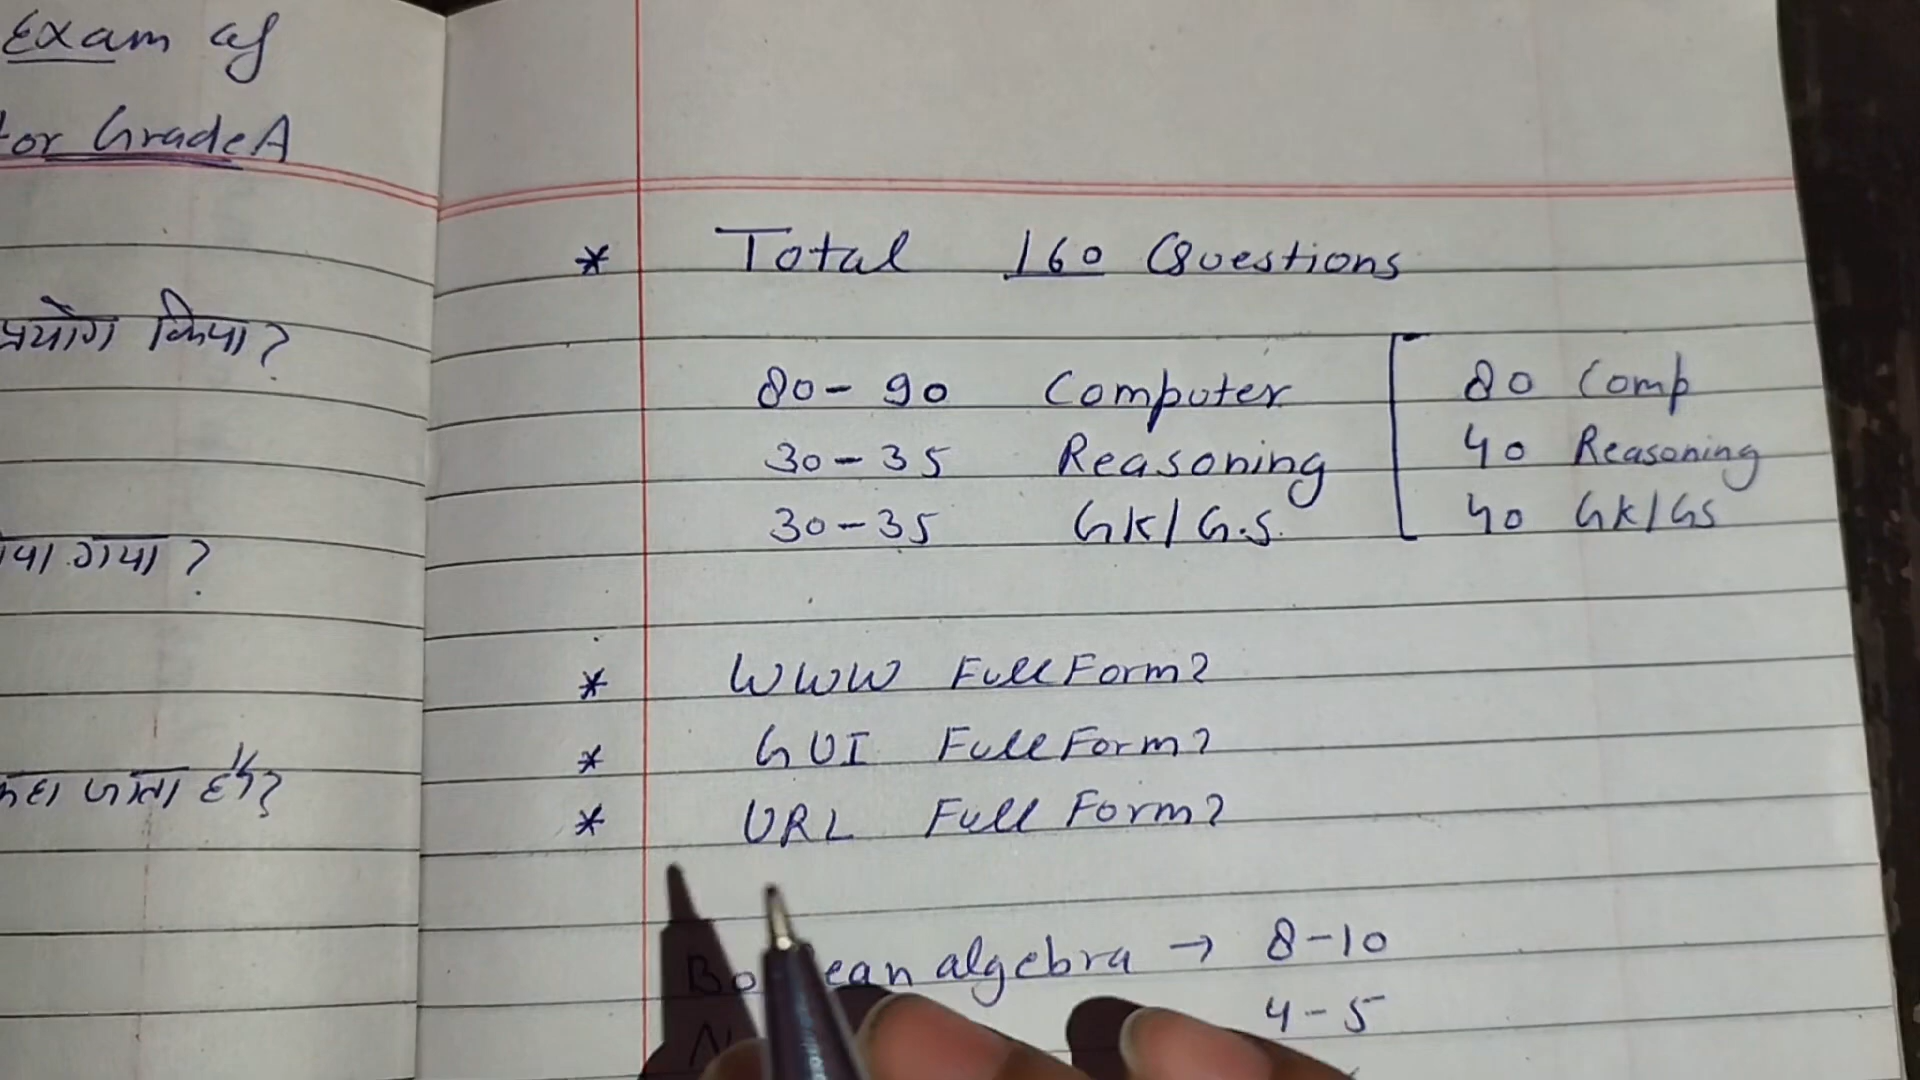 Exam of
for Grade A
प्रयोग किया?
गया?
कहा जाता है?
* Total 160 Questions
80-90 Computer
30-35 Reasoning
30-35 GK/G.S.
80 Comp
40 Reasoning
40 GK/GS
* WWW Full Form?
* GUI Full Form?
* URL Full Form?
algebra → 8-10
4-5